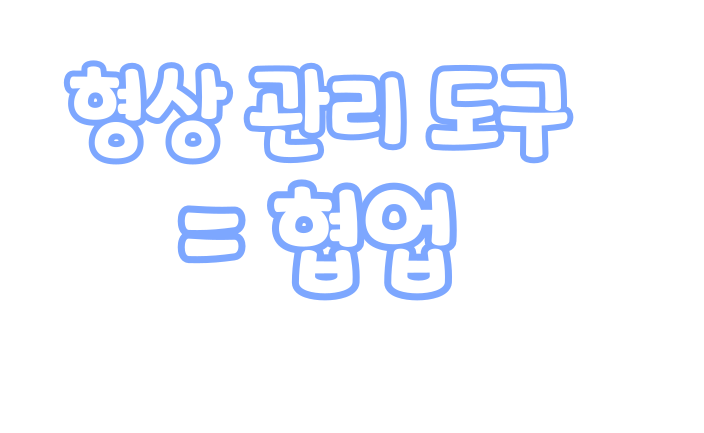 형상 관리 도구
= 협업